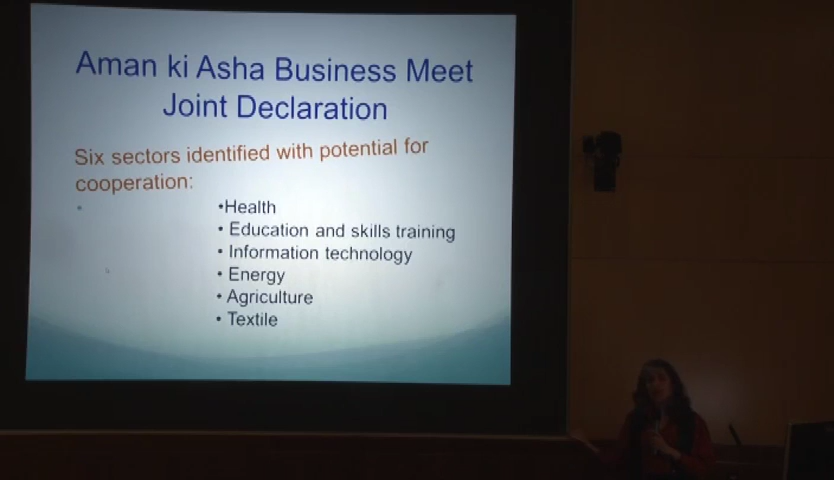 Aman ki Asha Business Meet
Joint Declaration
Six sectors identified with potential for
cooperation:
•Health
• Education and skills training
• Information technology
• Energy
• Agriculture
• Textile